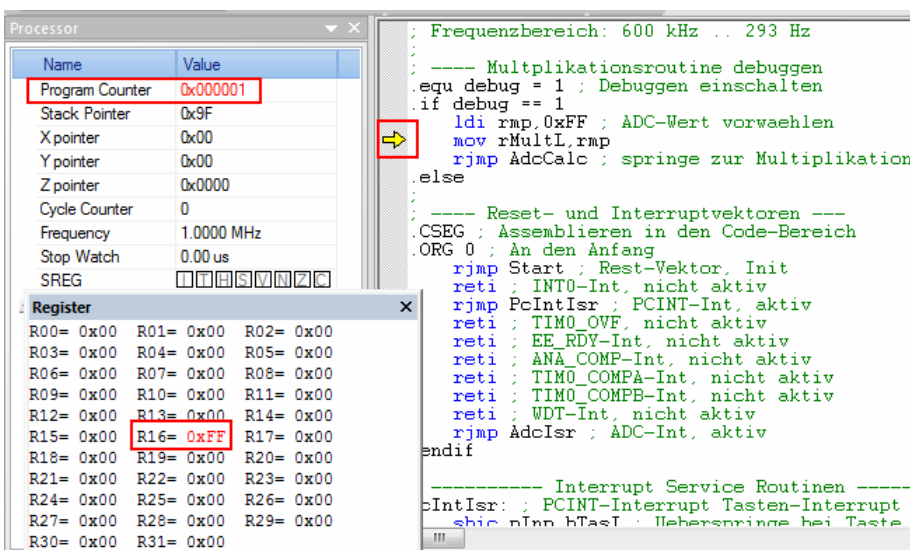 Processor
Name Value
Program Counter 0x000001
Stack Pointer 0x9F
X pointer 0x00
Y pointer 0x00
Z pointer 0x0000
Cycle Counter 0
Frequency 1.0000 MHz
Stop Watch 0.00 us
SREG I T H S V N Z C
Register
R00= 0x00 R01= 0x00 R02= 0x00
R03= 0x00 R04= 0x00 R05= 0x00
R06= 0x00 R07= 0x00 R08= 0x00
R09= 0x00 R10= 0x00 R11= 0x00
R12= 0x00 R13= 0x00 R14= 0x00
R15= 0x00 R16= 0xFF R17= 0x00
R18= 0x00 R19= 0x00 R20= 0x00
R21= 0x00 R22= 0x00 R23= 0x00
R24= 0x00 R25= 0x00 R26= 0x00
R27= 0x00 R28= 0x00 R29= 0x00
R30= 0x00 R31= 0x00
; Frequenzbereich: 600 kHz .. 293 Hz
;
; ---- Multplikationsroutine debuggen
.equ debug = 1 ; Debuggen einschalten
.if debug == 1
ldi rmp,0xFF ; ADC-Wert vorwaehlen
mov rMultL,rmp
rjmp AdcCalc ; springe zur Multiplikation
.else
;
; ---- Reset- und Interruptvektoren ---
.CSEG ; Assemblieren in den Code-Bereich
.ORG 0 ; An den Anfang
rjmp Start ; Rest-Vektor, Init
reti ; INT0-Int, nicht aktiv
rjmp PcIntIsr ; PCINT-Int, aktiv
reti ; TIM0_OVF, nicht aktiv
reti ; EE_RDY-Int, nicht aktiv
reti ; ANA_COMP-Int, nicht aktiv
reti ; TIM0_COMPA-Int, nicht aktiv
reti ; TIM0_COMPB-Int, nicht aktiv
reti ; WDT-Int, nicht aktiv
rjmp AdcIsr ; ADC-Int, aktiv
endif
---------- Interrupt Service Routinen -----
cIntIsr: ; PCINT-Interrupt Tasten-Interrupt
sbic pInp,bTasI ; Ueberspringe bei Taste